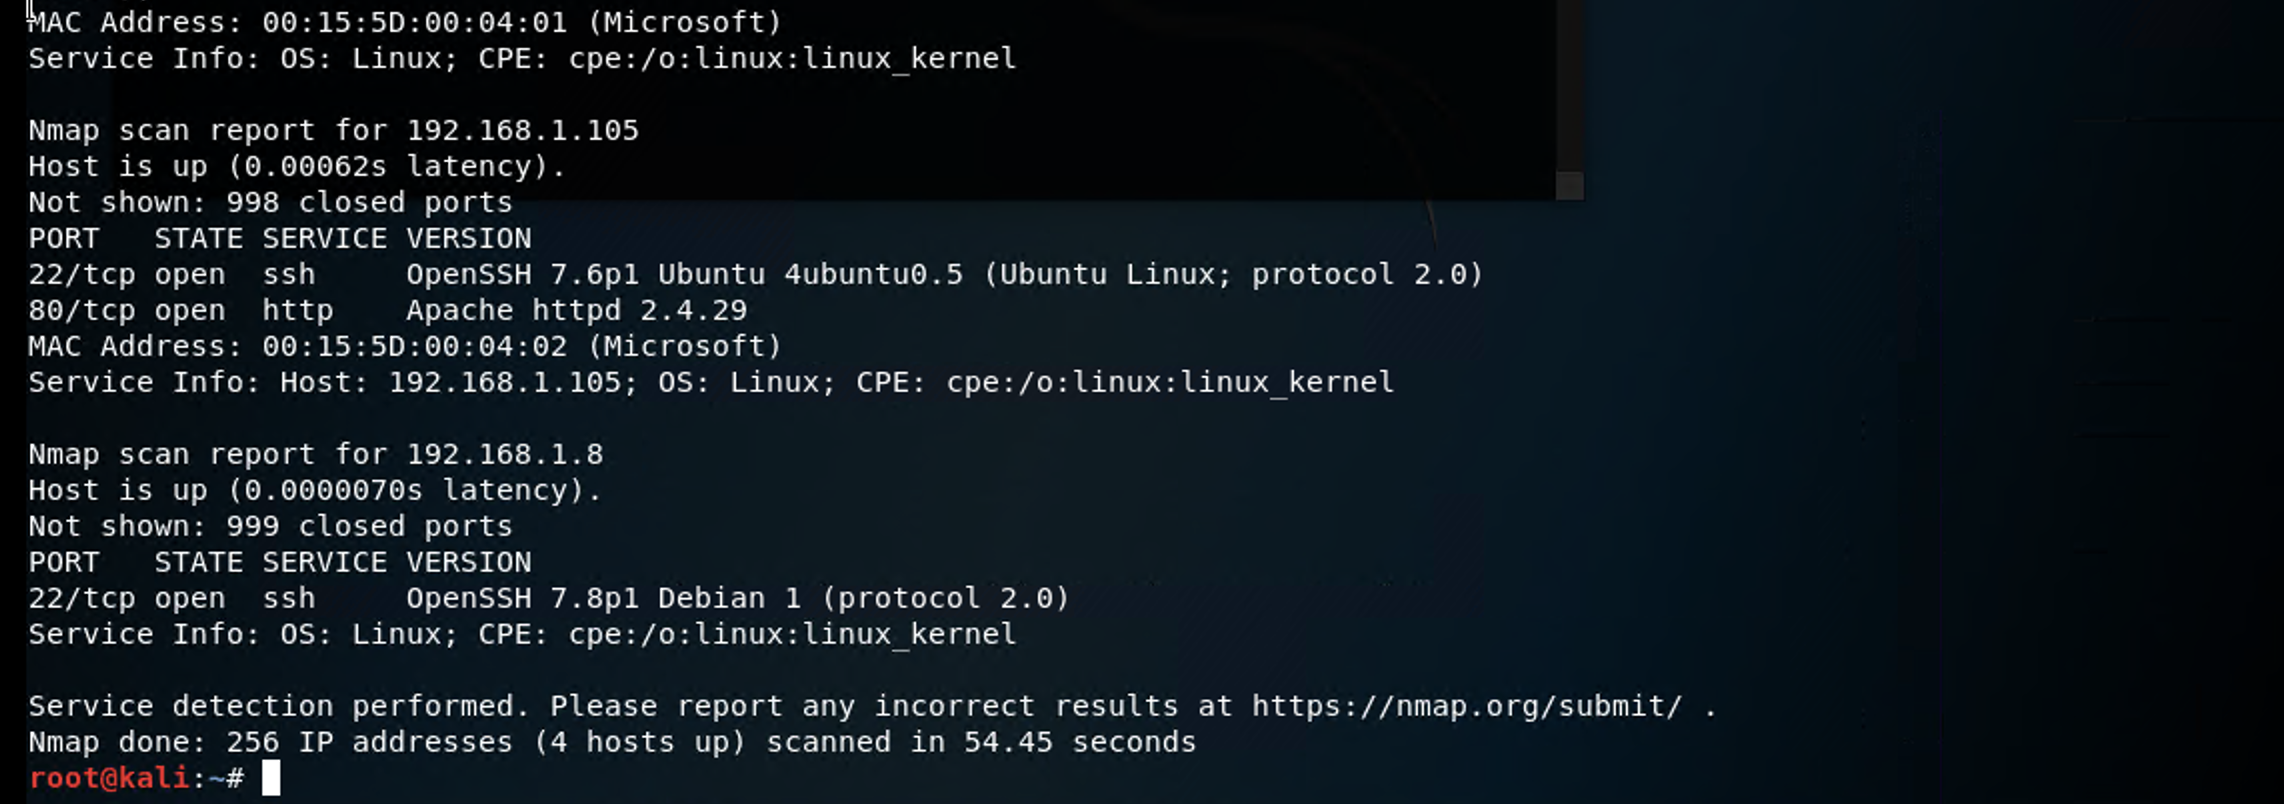 MAC Address: 00:15:5D:00:04:01 (Microsoft)
Service Info: OS: Linux; CPE: cpe:/o:linux:linux_kernel

Nmap scan report for 192.168.1.105
Host is up (0.00062s latency).
Not shown: 998 closed ports
PORT   STATE SERVICE VERSION
22/tcp open  ssh     OpenSSH 7.6p1 Ubuntu 4ubuntu0.5 (Ubuntu Linux; protocol 2.0)
80/tcp open  http    Apache httpd 2.4.29
MAC Address: 00:15:5D:00:04:02 (Microsoft)
Service Info: Host: 192.168.1.105; OS: Linux; CPE: cpe:/o:linux:linux_kernel

Nmap scan report for 192.168.1.8
Host is up (0.0000070s latency).
Not shown: 999 closed ports
PORT   STATE SERVICE VERSION
22/tcp open  ssh     OpenSSH 7.8p1 Debian 1 (protocol 2.0)
Service Info: OS: Linux; CPE: cpe:/o:linux:linux_kernel

Service detection performed. Please report any incorrect results at https://nmap.org/submit/ .
Nmap done: 256 IP addresses (4 hosts up) scanned in 54.45 seconds
root@kali:~#